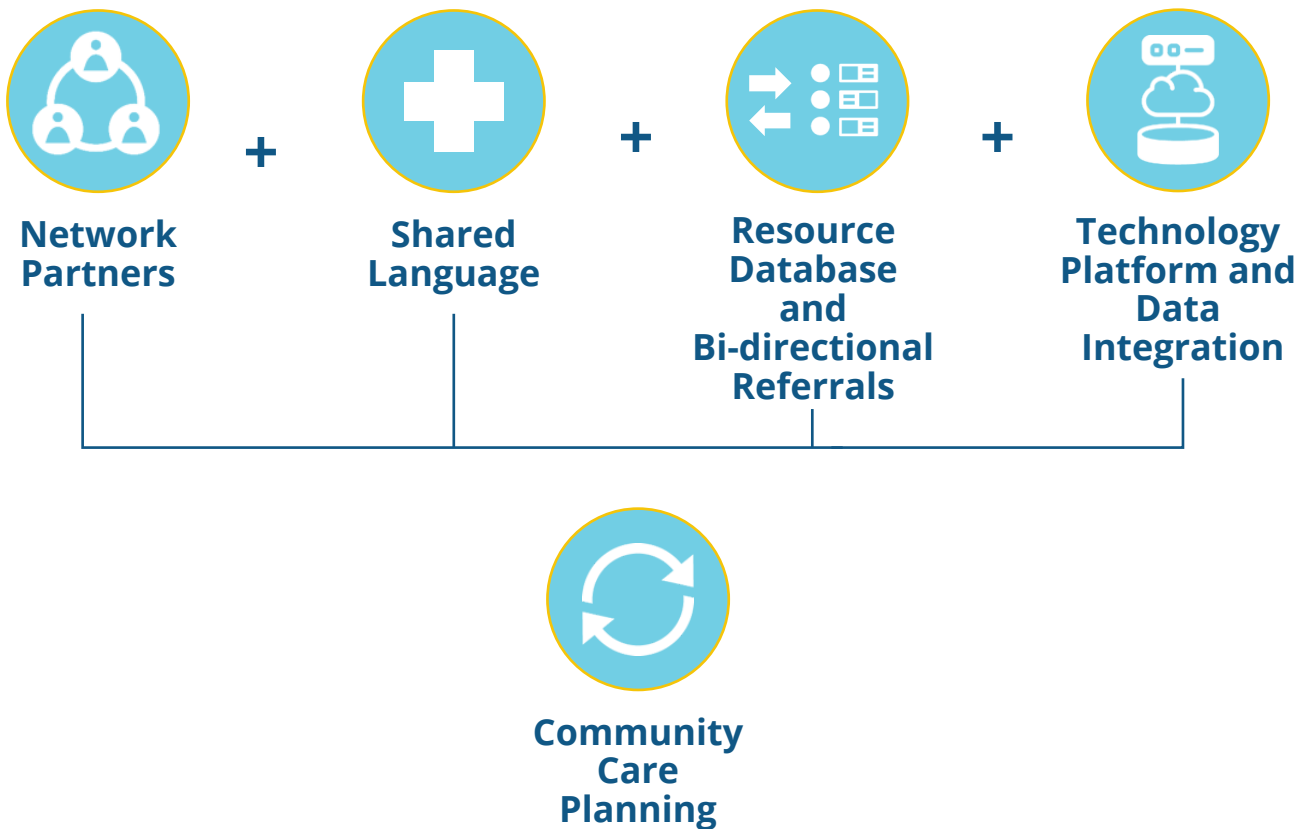 Network
Partners
+
Shared
Language
+
Resource
Database
and
Bi-directional
Referrals
+
Technology
Platform and
Data
Integration
Community
Care
Planning